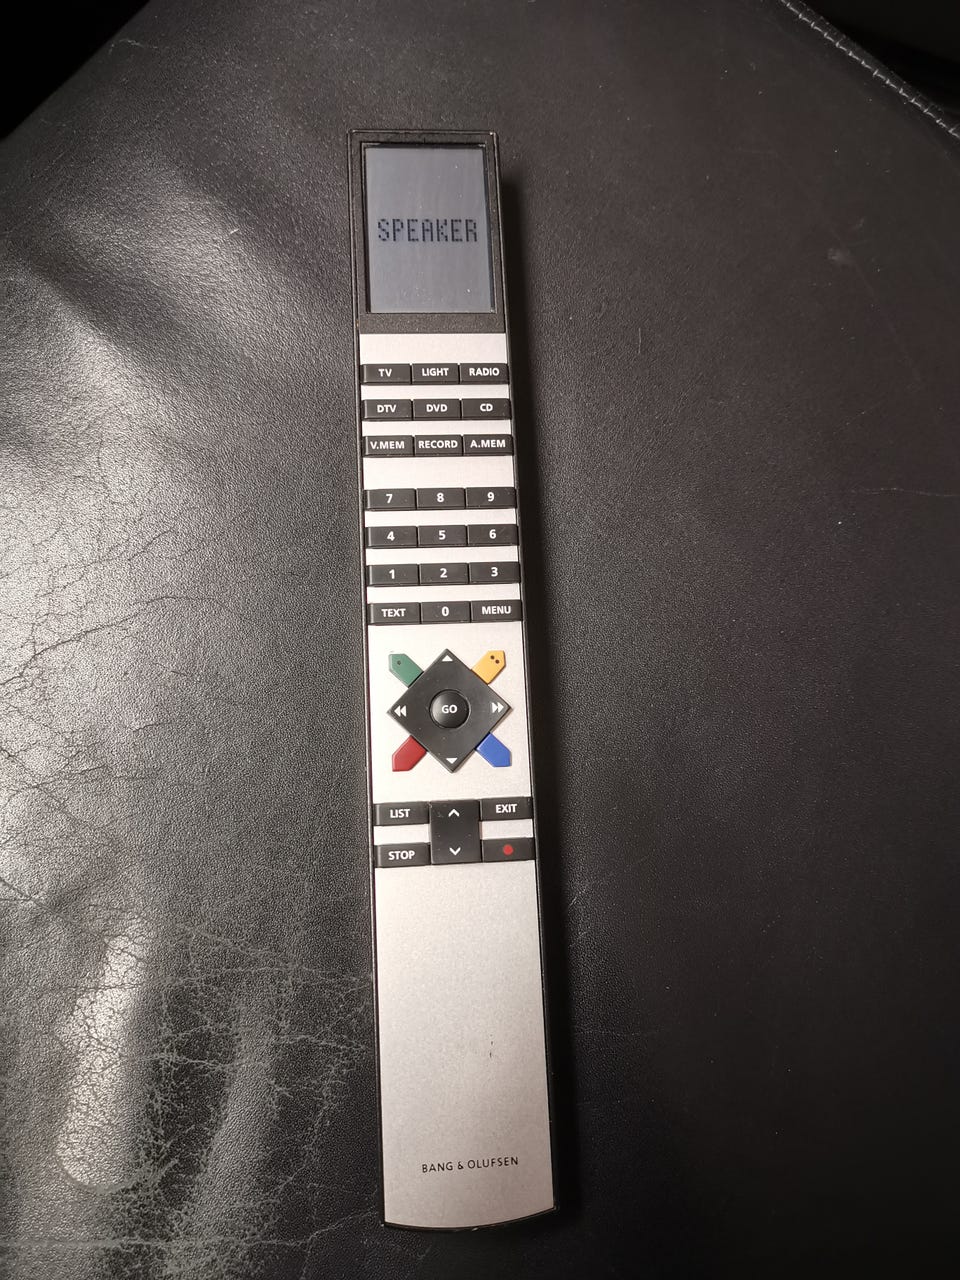 SPEAKER
TV LIGHT RADIO
DTV DVD CD
V.MEM RECORD A.MEM
7 8 9
4 5 6
1 2 3
TEXT 0 MENU
GO
LIST EXIT
STOP
BANG & OLUFSEN